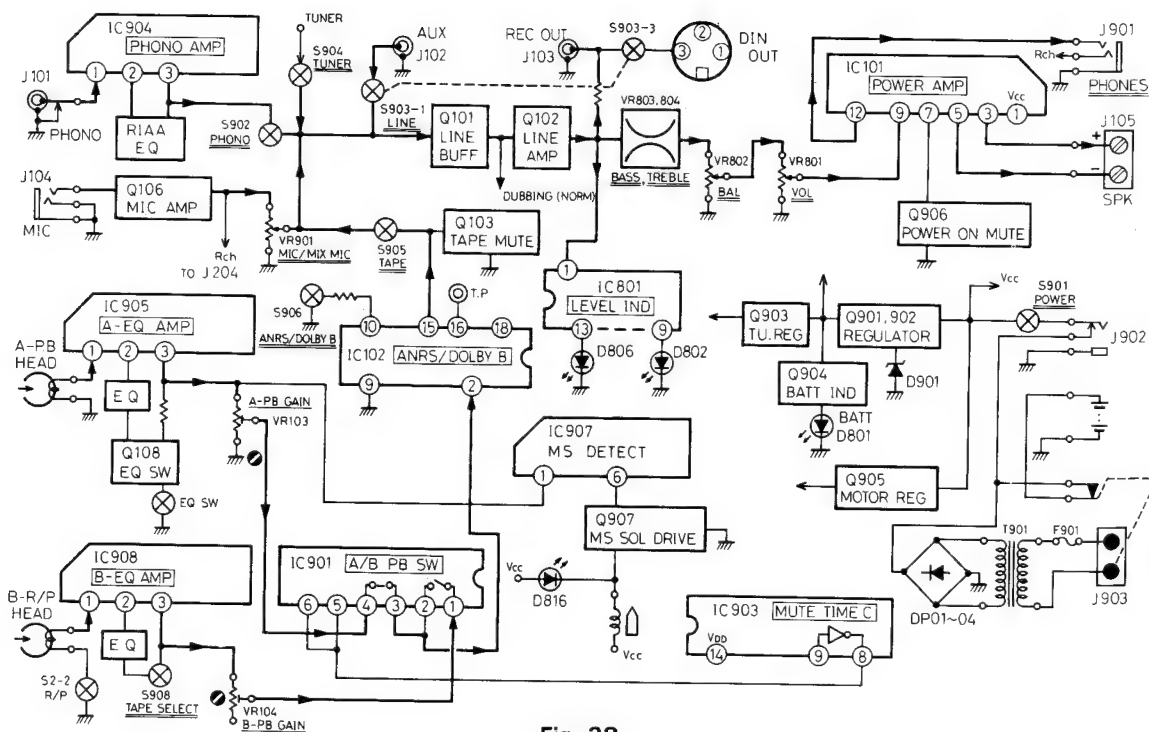 IC904
PHONO AMP
1 2 3
J101
PHONO
RIAA
EQ
S902
PHONO
TUNER
S904
TUNER
AUX
J102
S903-1
LINE
REC OUT
J103
S903-3
3 2 1
DIN
OUT
Q101
LINE
BUFF
Q102
LINE
AMP
DUBBING (NORM)
VR803, 804
BASS, TREBLE
VR802
BAL
VR801
VOL
IC101
POWER AMP
Vcc
12 9 7 5 3 1
J901
Rch
PHONES
J105
+
-
SPK
Q906
POWER ON MUTE
J104
MIC
Q106
MIC AMP
Rch
TO J204
VR901
MIC/MIX MIC
S905
TAPE
Q103
TAPE MUTE
T.P
S906
ANRS/DOLBY B
10 15 16 18
IC102
ANRS/DOLBY B
9 2
1
IC801
LEVEL IND
13 9
D806
D802
Q903
TU.REG
Q901, 902
REGULATOR
D901
Q904
BATT IND
BATT
D801
Q905
MOTOR REG
Vcc
S901
POWER
J902
IC905
A-EQ AMP
1 2 3
A-PB
HEAD
EQ
Q108
EQ SW
EQ SW
A-PB GAIN
VR103
IC907
MS DETECT
1 6
Q907
MS SOL DRIVE
Vcc
D816
Vcc
T901
F901
DP01~04
J903
IC908
B-EQ AMP
1 2 3
B-R/P
HEAD
EQ
S2-2
R/P
S908
TAPE SELECT
VR104
B-PB GAIN
IC901
A/B PB SW
6 5 4 3 2 1
IC903
MUTE TIME C
VDD
14 9 8